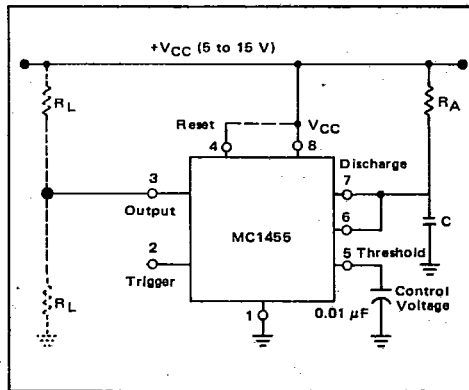 +VCC (5 to 15 V)
RL
RA
Reset
VCC
4
8
Discharge
3
7
Output
C
6
MC1455
2
5 Threshold
Trigger
RL
Control
Voltage
1
0.01 µF